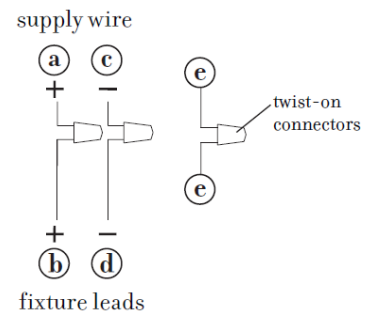 supply wire
a c
+ −
e
twist-on
connectors
e
+ −
b d
fixture leads